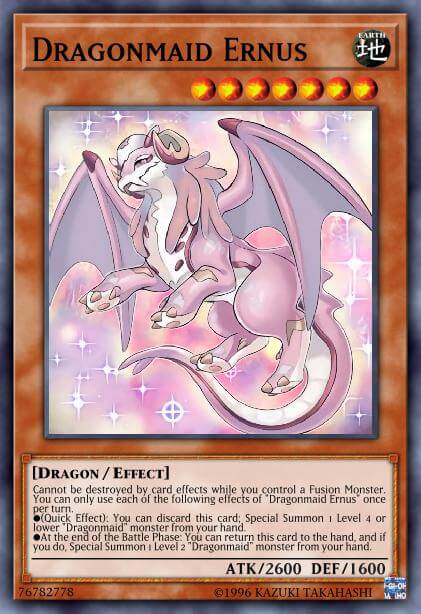 Dragonmaid Ernus
EARTH
地
[Dragon / Effect]
Cannot be destroyed by card effects while you control a Fusion Monster.
You can only use each of the following effects of "Dragonmaid Ernus" once
per turn.
●(Quick Effect): You can discard this card; Special Summon 1 Level 4 or
lower "Dragonmaid" monster from your hand.
●At the end of the Battle Phase: You can return this card to the hand, and if
you do, Special Summon 1 Level 2 "Dragonmaid" monster from your hand.
ATK/2600 DEF/1600
76782778 ©1996 KAZUKI TAKAHASHI